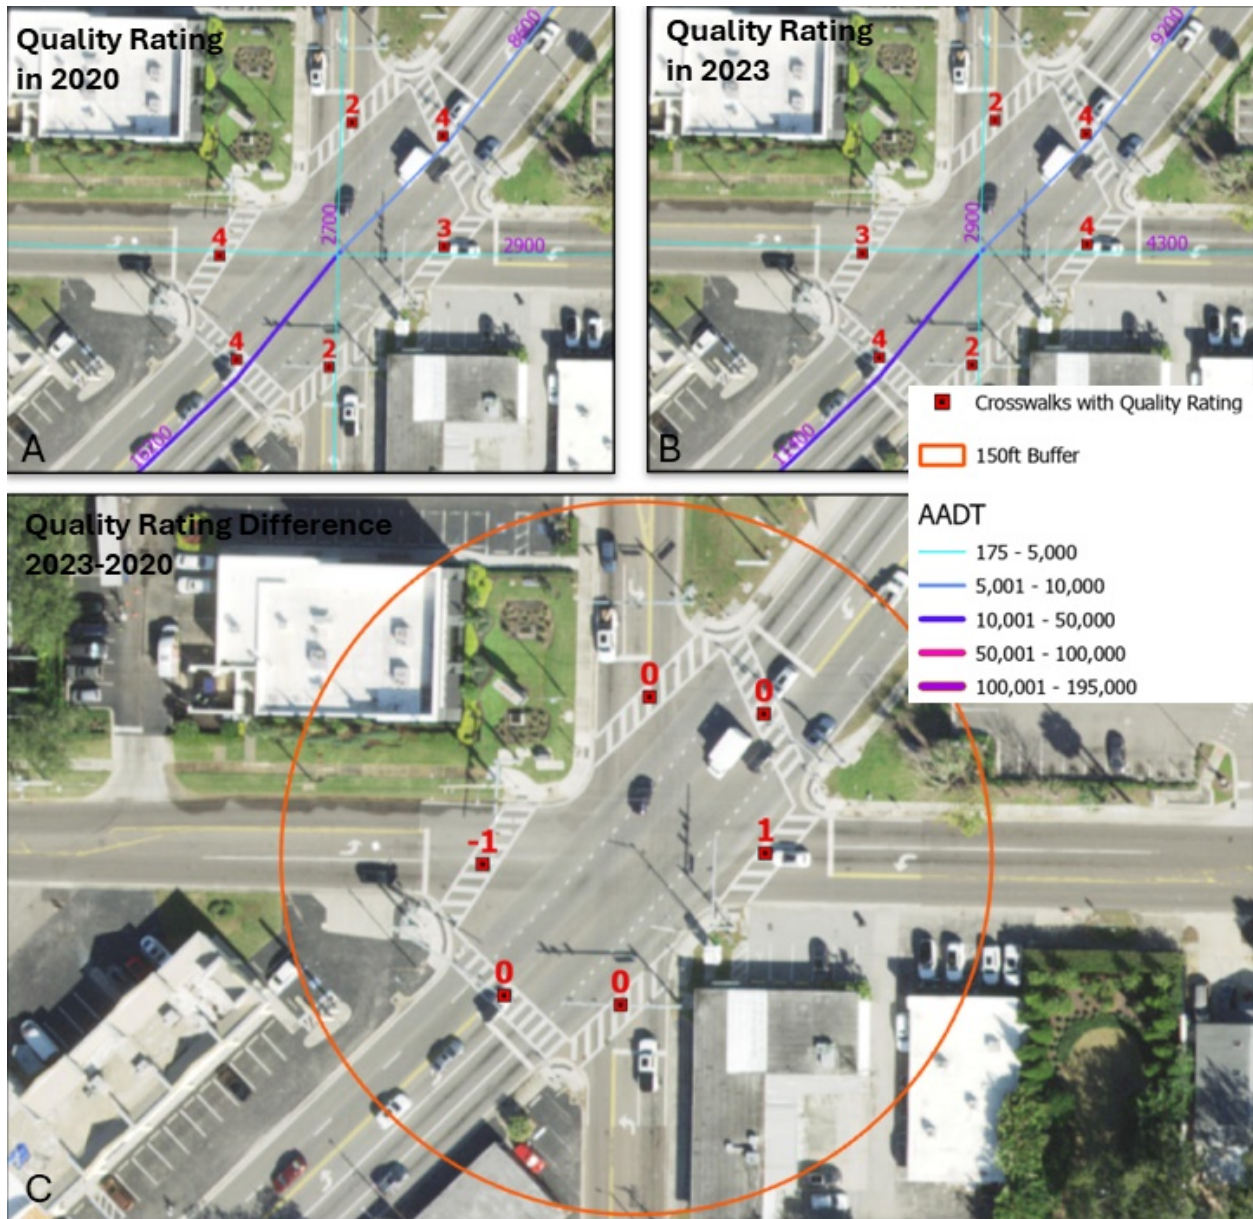 Quality Rating
in 2020
8600
2
4
2700
4
3
2900
4
2
A
Quality Rating
in 2023
9200
2
4
2900
3
4
4300
4
2
B
Crosswalks with Quality Rating
150ft Buffer
AADT
175 - 5,000
5,001 - 10,000
10,001 - 50,000
50,001 - 100,000
100,001 - 195,000
Quality Rating Difference
2023-2020
0
0
-1
1
0
0
C